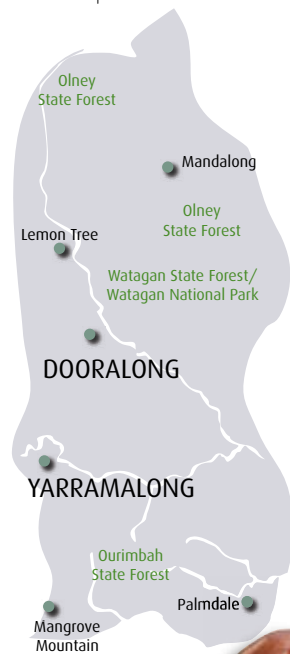 Olney
State Forest
Mandalong
Olney
State Forest
Lemon Tree
Watagan State Forest/
Watagan National Park
DOORALONG
YARRAMALONG
Ourimbah
State Forest
Palmdale
Mangrove
Mountain